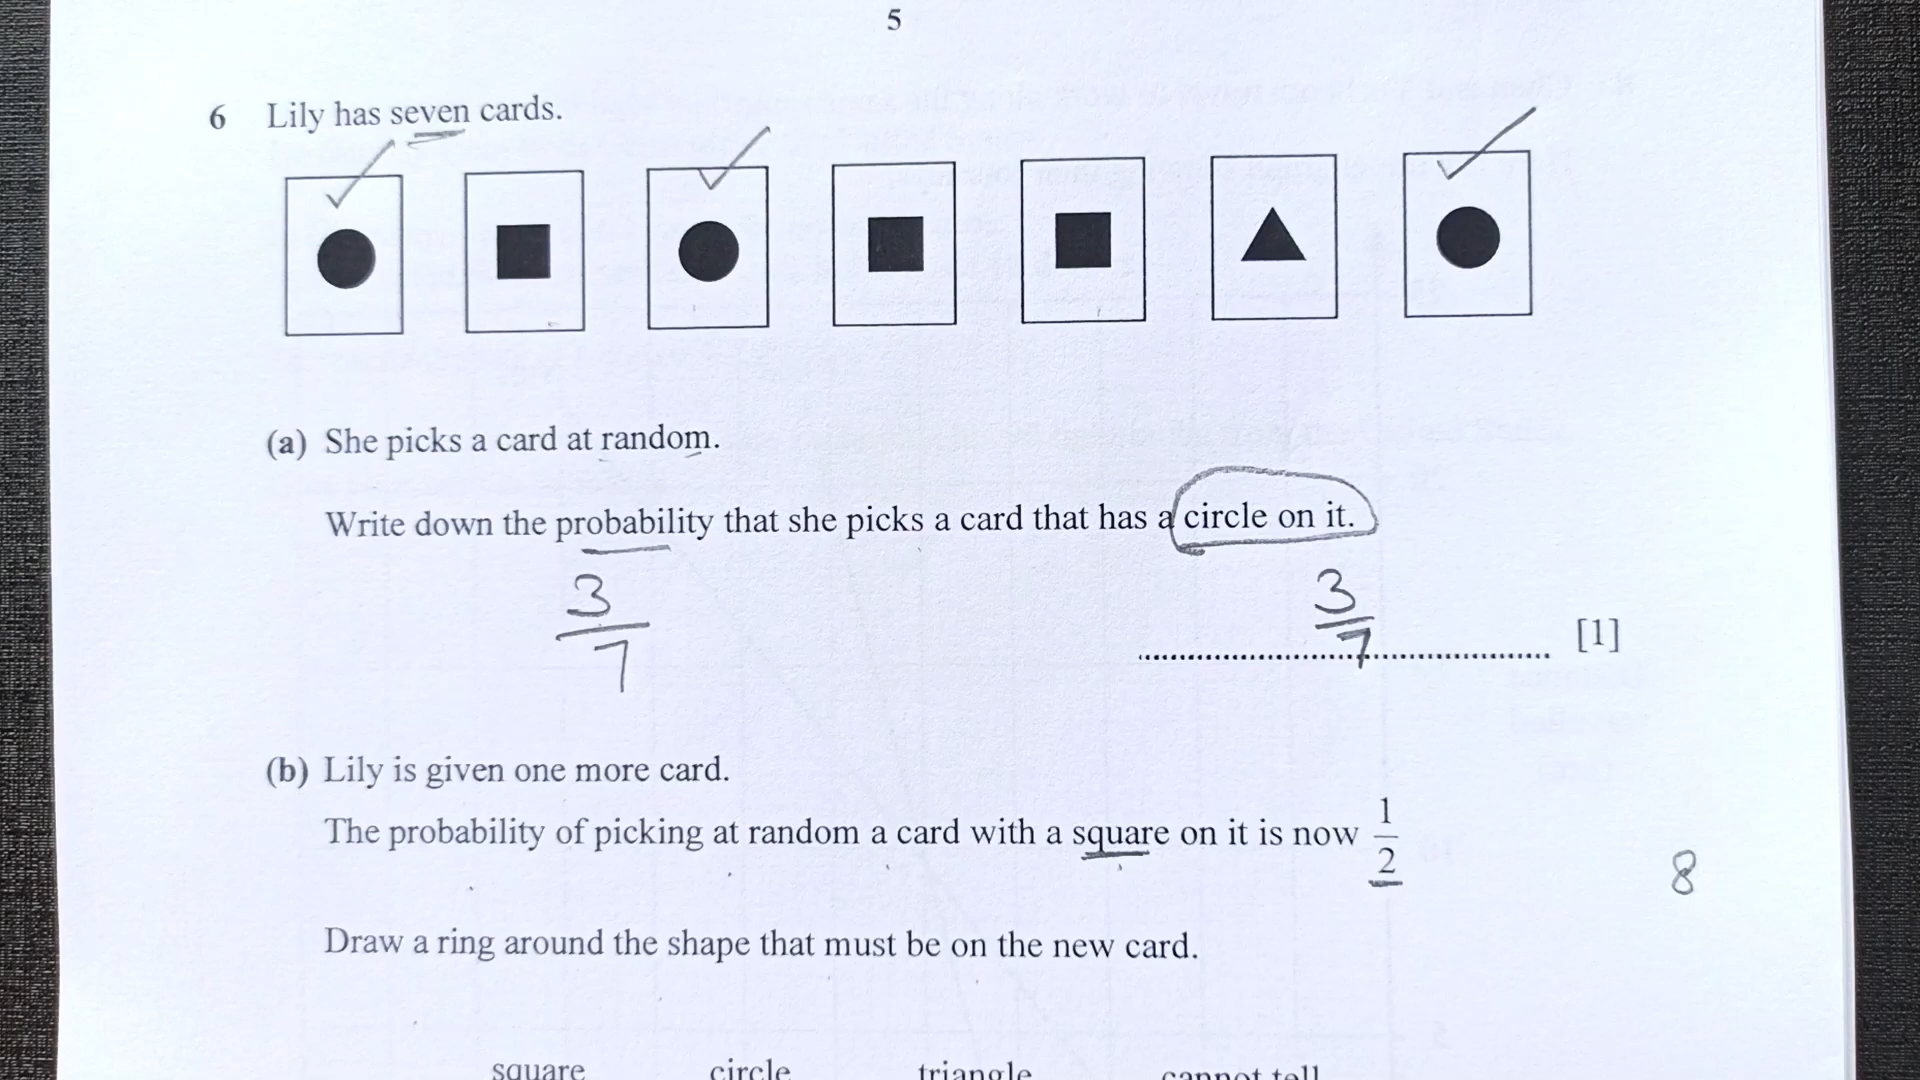 5
6 Lily has seven cards.
(a) She picks a card at random.
Write down the probability that she picks a card that has a circle on it.
3/7
3/7 [1]
(b) Lily is given one more card.
The probability of picking at random a card with a square on it is now 1/2
8
Draw a ring around the shape that must be on the new card.
square circle triangle cannot tell